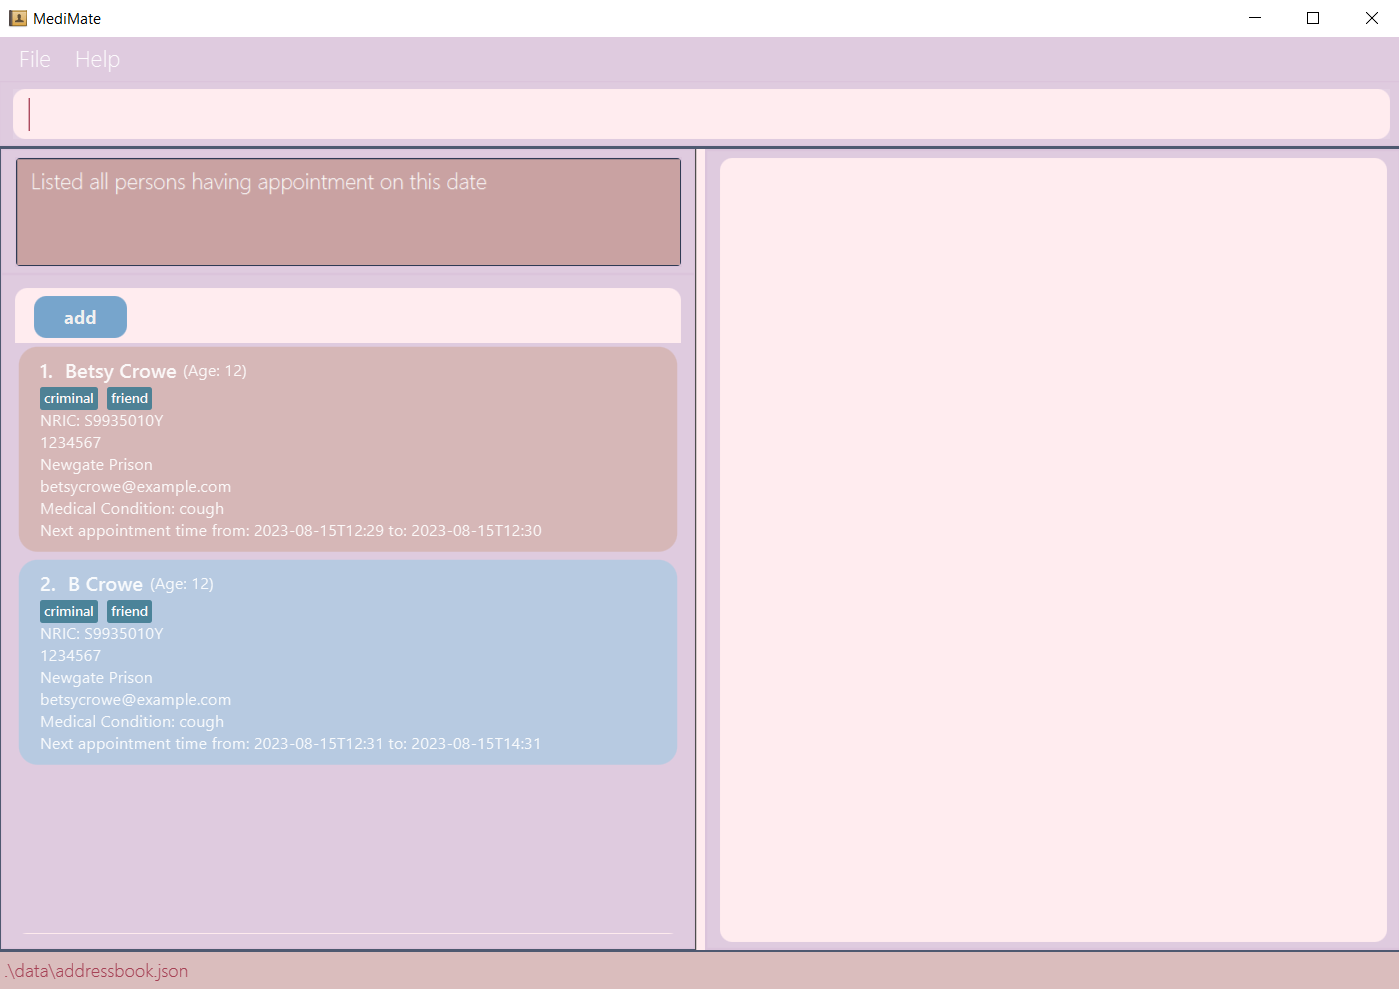 MediMate
File Help
Listed all persons having appointment on this date
add
1. Betsy Crowe (Age: 12)
criminal friend
NRIC: S9935010Y
1234567
Newgate Prison
betsycrowe@example.com
Medical Condition: cough
Next appointment time from: 2023-08-15T12:29 to: 2023-08-15T12:30
2. B Crowe (Age: 12)
criminal friend
NRIC: S9935010Y
1234567
Newgate Prison
betsycrowe@example.com
Medical Condition: cough
Next appointment time from: 2023-08-15T12:31 to: 2023-08-15T14:31
.\data\addressbook.json